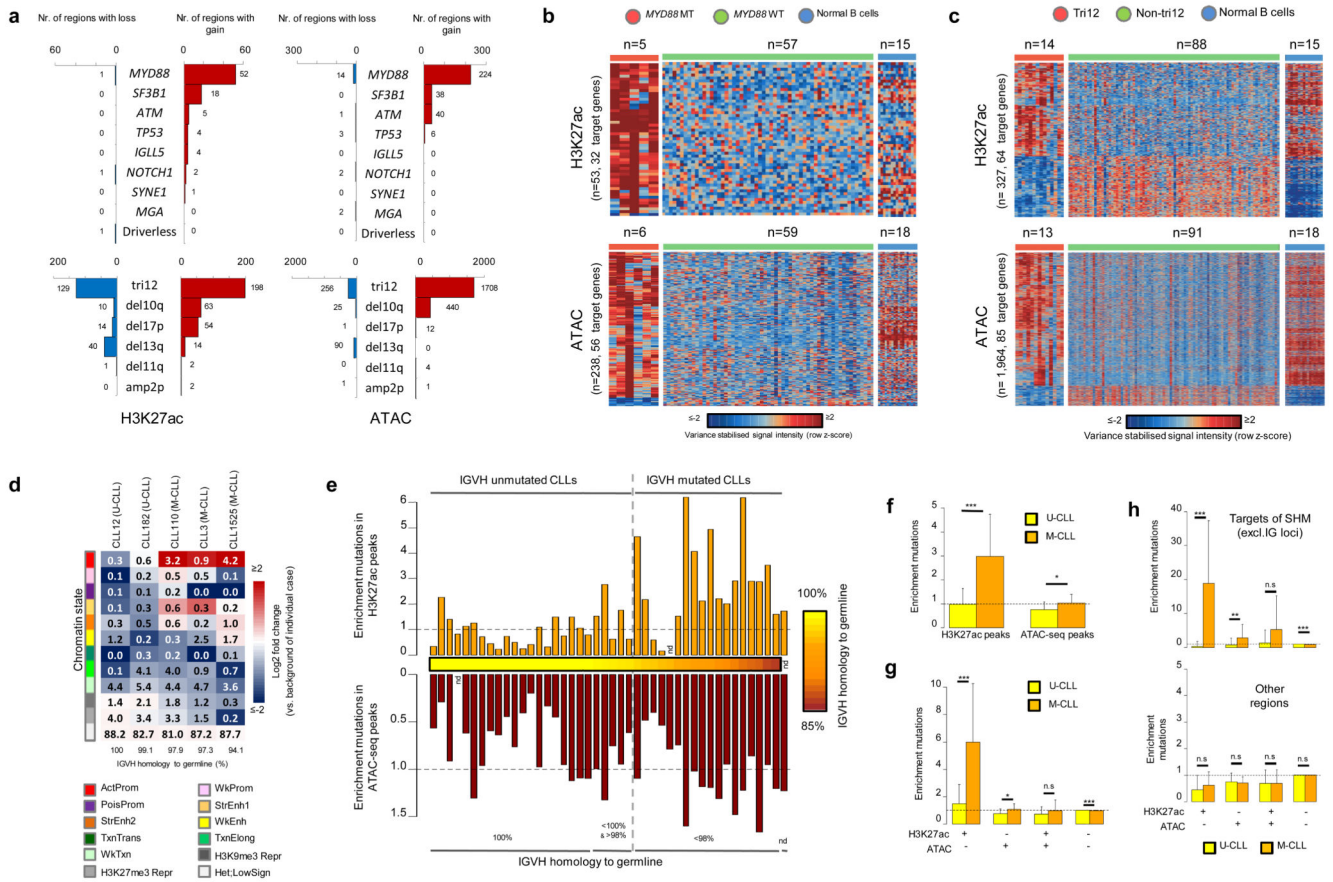 a
Nr. of regions with loss
Nr. of regions with gain
Nr. of regions with loss
Nr. of regions with gain
60 0 0 60 300 0 0 300
1 MYD88 52 14 MYD88 224
0 SF3B1 18 0 SF3B1 38
0 ATM 5 1 ATM 40
0 TP53 4 3 TP53 6
0 IGLL5 4 0 IGLL5 0
1 NOTCH1 2 2 NOTCH1 0
0 SYNE1 1 0 SYNE1 0
0 MGA 0 2 MGA 0
1 Driverless 0 0 Driverless 0
200 0 0 200 2000 0 0 2000
129 tri12 198 256 tri12 1708
10 del10q 63 25 del10q 440
14 del17p 54 1 del17p 12
40 del13q 14 90 del13q 0
1 del11q 2 0 del11q 4
0 amp2p 2 1 amp2p 1
H3K27ac ATAC
b
MYD88 MT MYD88 WT Normal B cells
n=5 n=57 n=15
H3K27ac
(n=53, 32 target genes)
n=6 n=59 n=18
ATAC
(n=238, 56 target genes)
≤-2 ≥2
Variance stabilised signal intensity (row z-score)
c
Tri12 Non-tri12 Normal B cells
n=14 n=88 n=15
H3K27ac
(n= 327, 64 target genes)
n=13 n=91 n=18
ATAC
(n= 1,964, 85 target genes)
≤-2 ≥2
Variance stabilised signal intensity (row z-score)
d
CLL12 (U-CLL)
CLL182 (U-CLL)
CLL110 (M-CLL)
CLL3 (M-CLL)
CLL1525 (M-CLL)
Chromatin state
0.3 0.6 3.2 0.9 4.2
0.1 0.2 0.5 0.5 0.1
0.1 0.1 0.1 0.0 0.0
0.1 0.3 0.6 0.3 0.2
0.3 0.5 0.6 0.2 1.0
1.2 0.2 0.3 2.5 1.7
0.0 0.3 0.2 0.0 0.1
0.1 4.1 4.0 0.9 0.7
4.4 5.4 4.4 4.7 3.6
1.4 2.1 1.8 1.2 0.3
4.0 3.4 3.3 1.5 0.2
88.2 82.7 81.0 87.2 87.7
100 99.1 97.9 97.3 94.1
IGVH homology to germline (%)
≥2
≤-2
Log2 fold change
(vs. background of individual case)
ActProm WkProm
PoisProm StrEnh1
StrEnh2 WkEnh
TxnTrans TxnElong
WkTxn H3K9me3 Repr
H3K27me3 Repr Het;LowSign
e
IGVH unmutated CLLs IGVH mutated CLLs
Enrichment mutations in H3K27ac peaks
6
5
4
3
2
1
0
nd
nd
nd
Enrichment mutations in ATAC-seq peaks
0
0.5
1.0
1.5
nd
100% <100% & >98% <98% nd
IGVH homology to germline
100%
85%
IGVH homology to germline
f
Enrichment mutations
5
4
3
2
1
0
***
*
U-CLL
M-CLL
H3K27ac peaks ATAC-seq peaks
g
Enrichment mutations
10
8
6
4
2
0
***
*
n.s
***
U-CLL
M-CLL
H3K27ac + - + -
ATAC - + + -
h
Targets of SHM
(excl.IG loci)
Enrichment mutations
40
30
20
10
0
***
**
n.s
***
Other
regions
Enrichment mutations
5
4
3
2
1
0
n.s n.s n.s n.s
H3K27ac + - + -
ATAC - + + -
U-CLL M-CLL